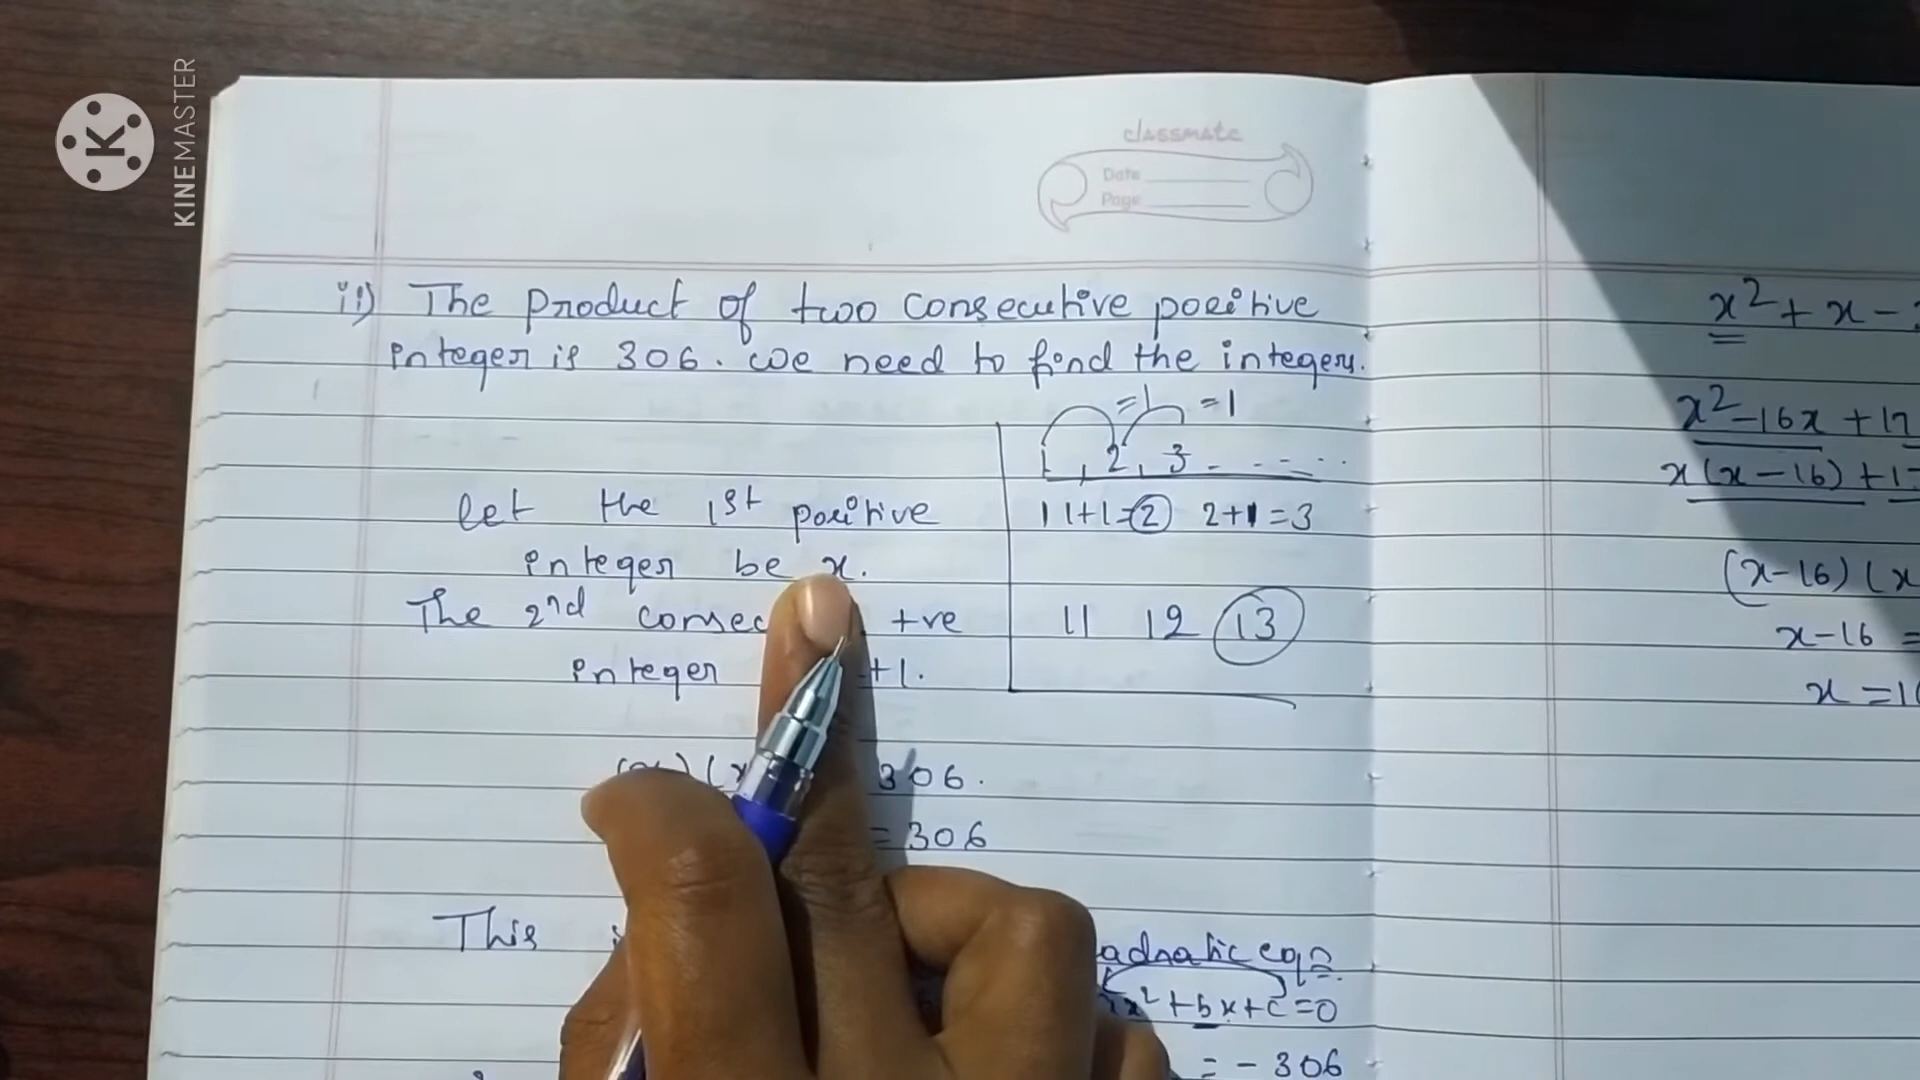 KINEMASTER
classmate
Date
Page
ii) The product of two consecutive positive
integer is 306. we need to find the integers.
=1 =1
1, 2, 3 - - - - - . .
let the 1st positive
1 1+1=2 2+1=3
integer be x.
The 2nd +ve
11 12 13
integer +1.
306.
=306
This
eqn
x²+bx+c=0
= -306
x²+x-
x²-16x+17
x(x-16)+1
(x-16)(x
x-16=
x=1